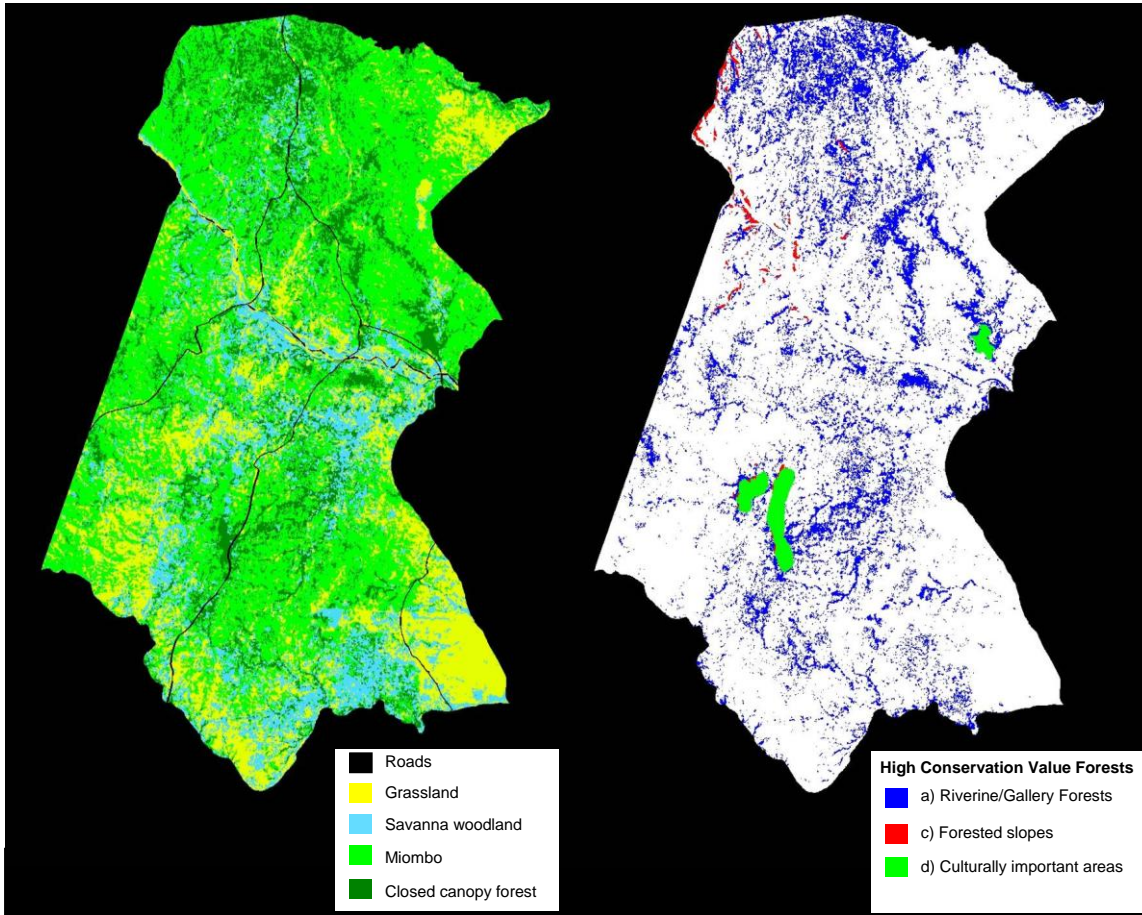 Roads
Grassland
Savanna woodland
Miombo
Closed canopy forest
High Conservation Value Forests
a) Riverine/Gallery Forests
c) Forested slopes
d) Culturally important areas